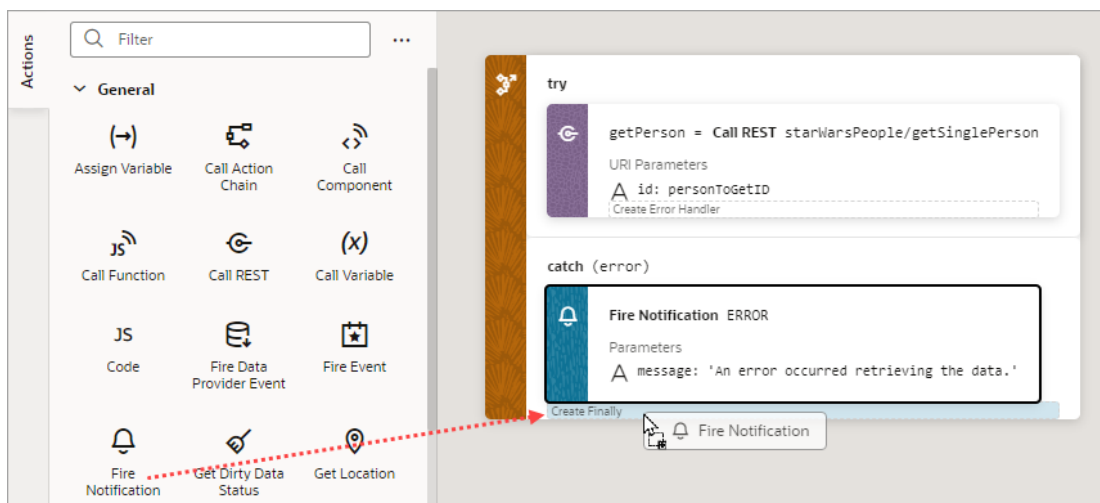 Actions
Filter
General
(→)
Assign Variable
Call Action
Chain
Call
Component
JS
Call Function
Call REST
(x)
Call Variable
JS
Code
Fire Data
Provider Event
Fire Event
Fire
Notification
Get Dirty Data
Status
Get Location
try
getPerson = Call REST starWarsPeople/getSinglePerson
URI Parameters
A id: personToGetID
Create Error Handler
catch (error)
Fire Notification ERROR
Parameters
A message: 'An error occurred retrieving the data.'
Create Finally
Fire Notification